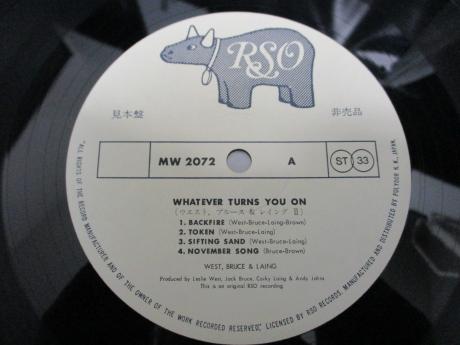 RSO
見本盤 非売品
MW 2072 A ST 33
WHATEVER TURNS YOU ON
(ウエスト, ブルース & レイング II)
1. BACKFIRE (West-Bruce-Laing-Brown)
2. TOKEN (West-Bruce-Laing)
3. SIFTING SAND (West-Bruce-Laing)
4. NOVEMBER SONG (Bruce-Brown)
WEST, BRUCE & LAING
Produced by Leslie West, Jack Bruce, Corky Laing & Andy Johns
This is an original RSO recording.
"ALL RIGHTS OF THE RECORD MANUFACTURER AND OF THE OWNER OF THE WORK RECORDED RESERVED", LICENSED BY RSO RECORDS, MANUFACTURED AND DISTRIBUTED BY POLYDOR K. K., JAPAN.